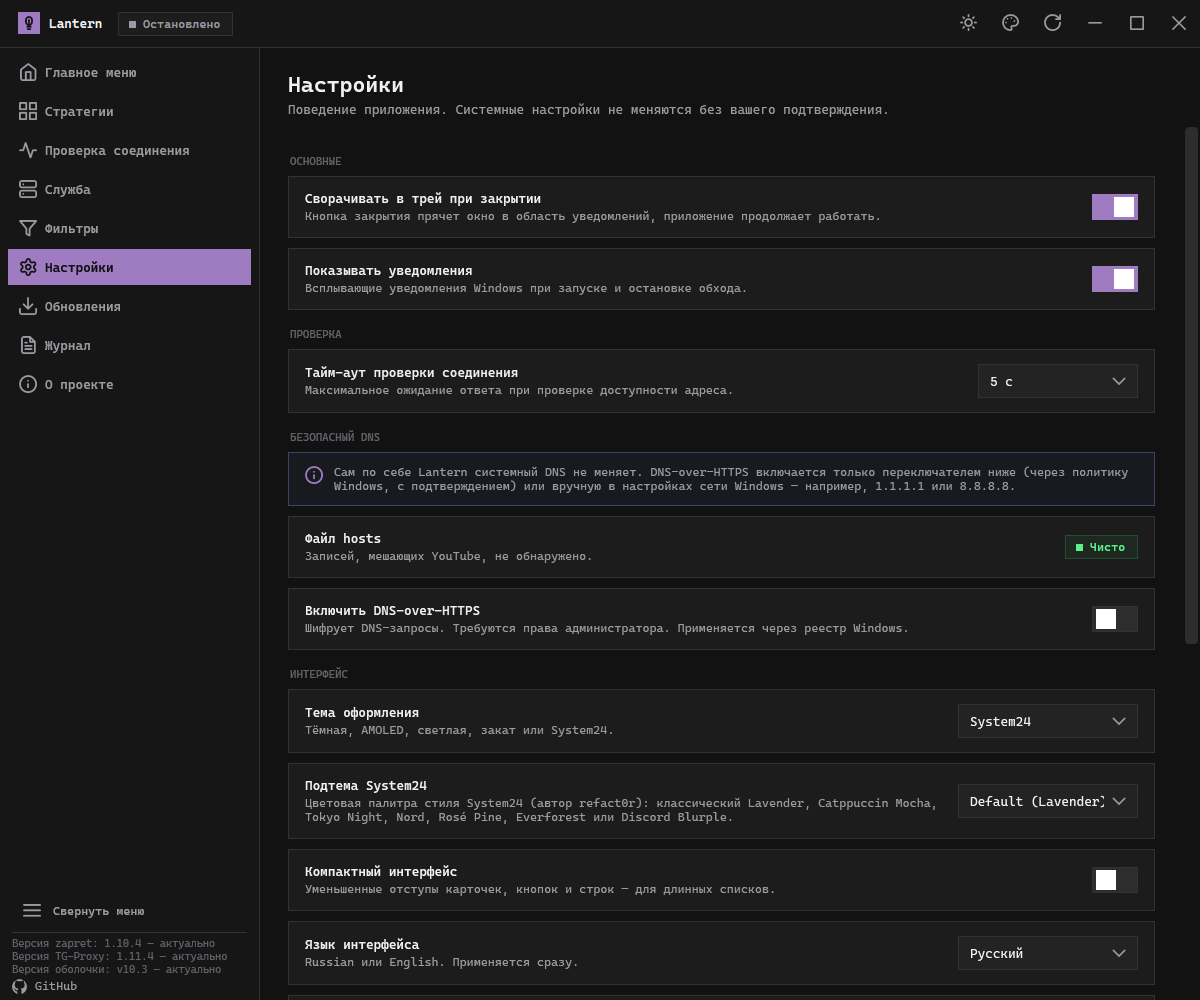 Lantern
Остановлено
Главное меню
Стратегии
Проверка соединения
Служба
Фильтры
Настройки
Обновления
Журнал
О проекте
Свернуть меню
Версия zapret: 1.10.4 — актуально
Версия TG-Proxy: 1.11.4 — актуально
Версия оболочки: v10.3 — актуально
GitHub
Настройки
Поведение приложения. Системные настройки не меняются без вашего подтверждения.
ОСНОВНЫЕ
Сворачивать в трей при закрытии
Кнопка закрытия прячет окно в область уведомлений, приложение продолжает работать.
Показывать уведомления
Всплывающие уведомления Windows при запуске и остановке обхода.
ПРОВЕРКА
Тайм-аут проверки соединения
Максимальное ожидание ответа при проверке доступности адреса.
5 с
БЕЗОПАСНЫЙ DNS
Сам по себе Lantern системный DNS не меняет. DNS-over-HTTPS включается только переключателем ниже (через политику
Windows, с подтверждением) или вручную в настройках сети Windows — например, 1.1.1.1 или 8.8.8.8.
Файл hosts
Записей, мешающих YouTube, не обнаружено.
Чисто
Включить DNS-over-HTTPS
Шифрует DNS-запросы. Требуются права администратора. Применяется через реестр Windows.
ИНТЕРФЕЙС
Тема оформления
Тёмная, AMOLED, светлая, закат или System24.
System24
Подтема System24
Цветовая палитра стиля System24 (автор refact0r): классический Lavender, Catppuccin Mocha,
Tokyo Night, Nord, Rosé Pine, Everforest или Discord Blurple.
Default (Lavender)
Компактный интерфейс
Уменьшенные отступы карточек, кнопок и строк — для длинных списков.
Язык интерфейса
Russian или English. Применяется сразу.
Русский